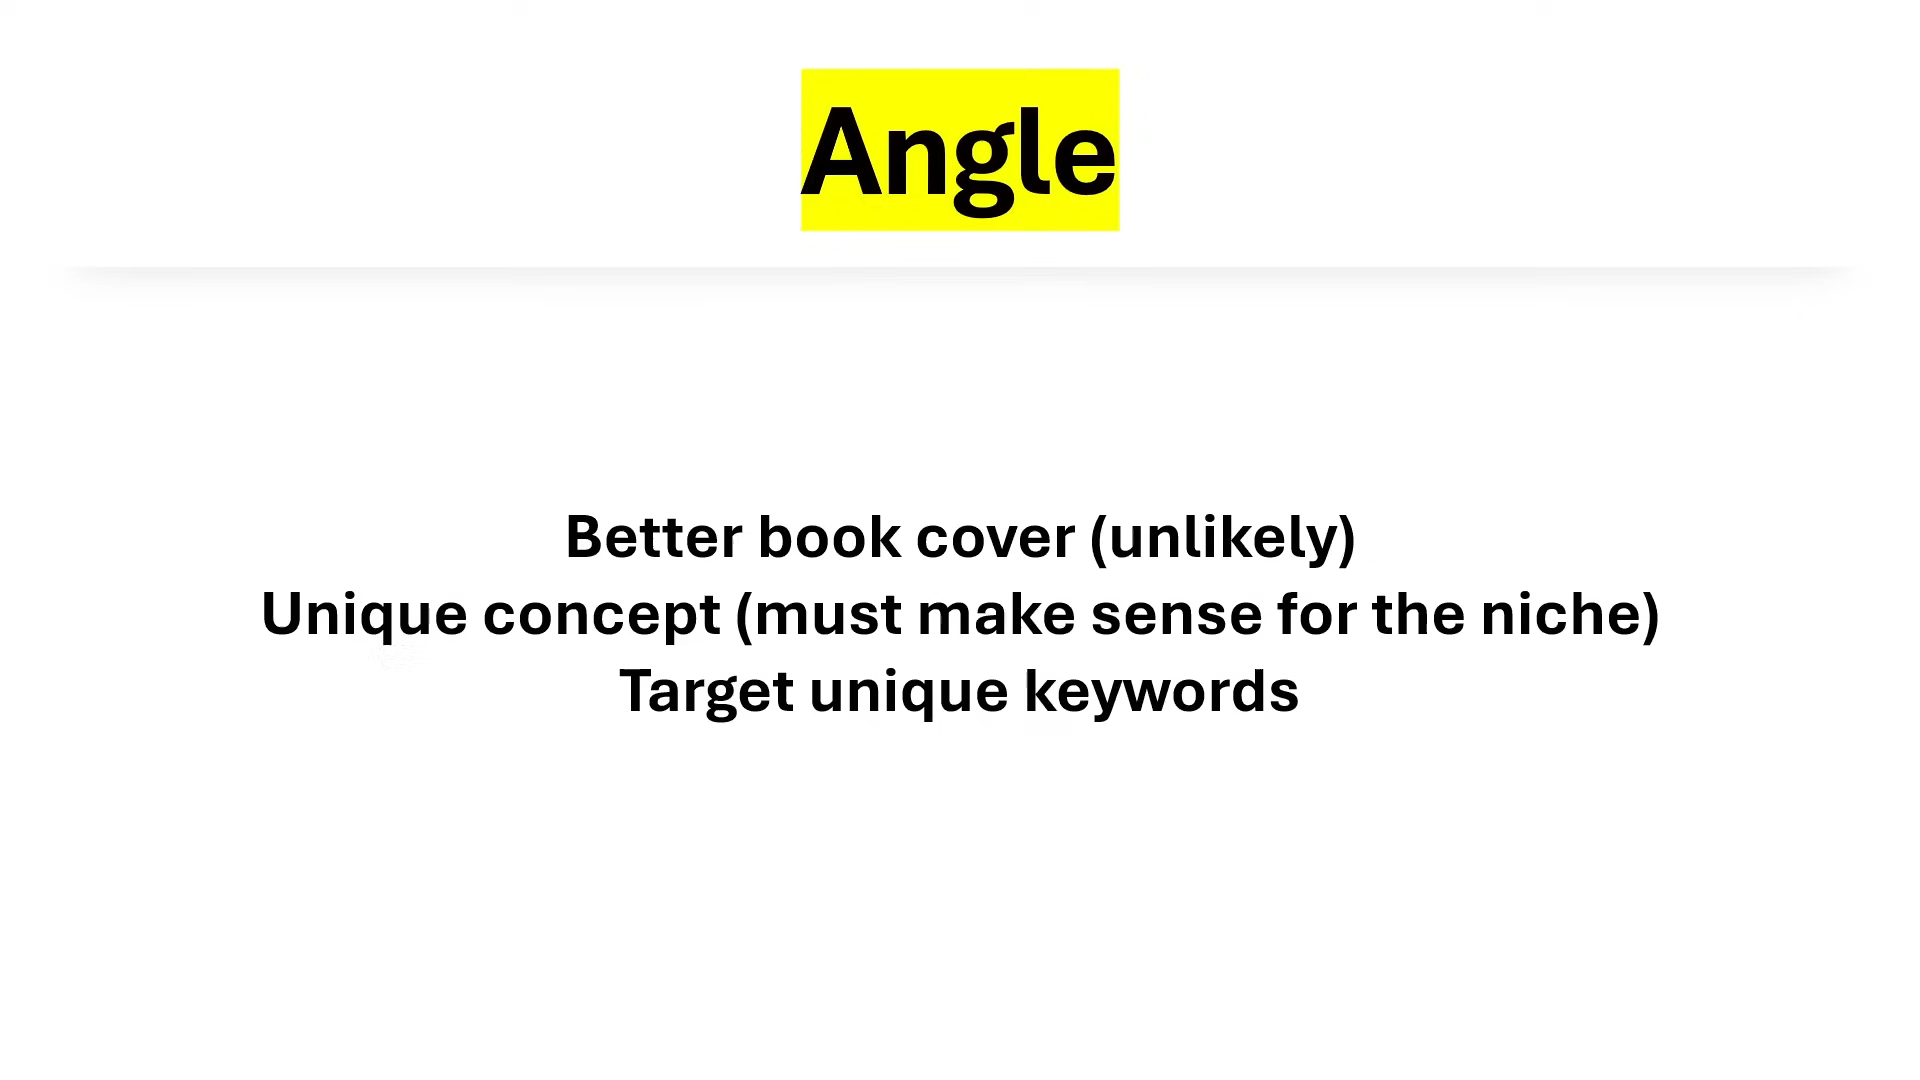 Angle
Better book cover (unlikely)
Unique concept (must make sense for the niche)
Target unique keywords